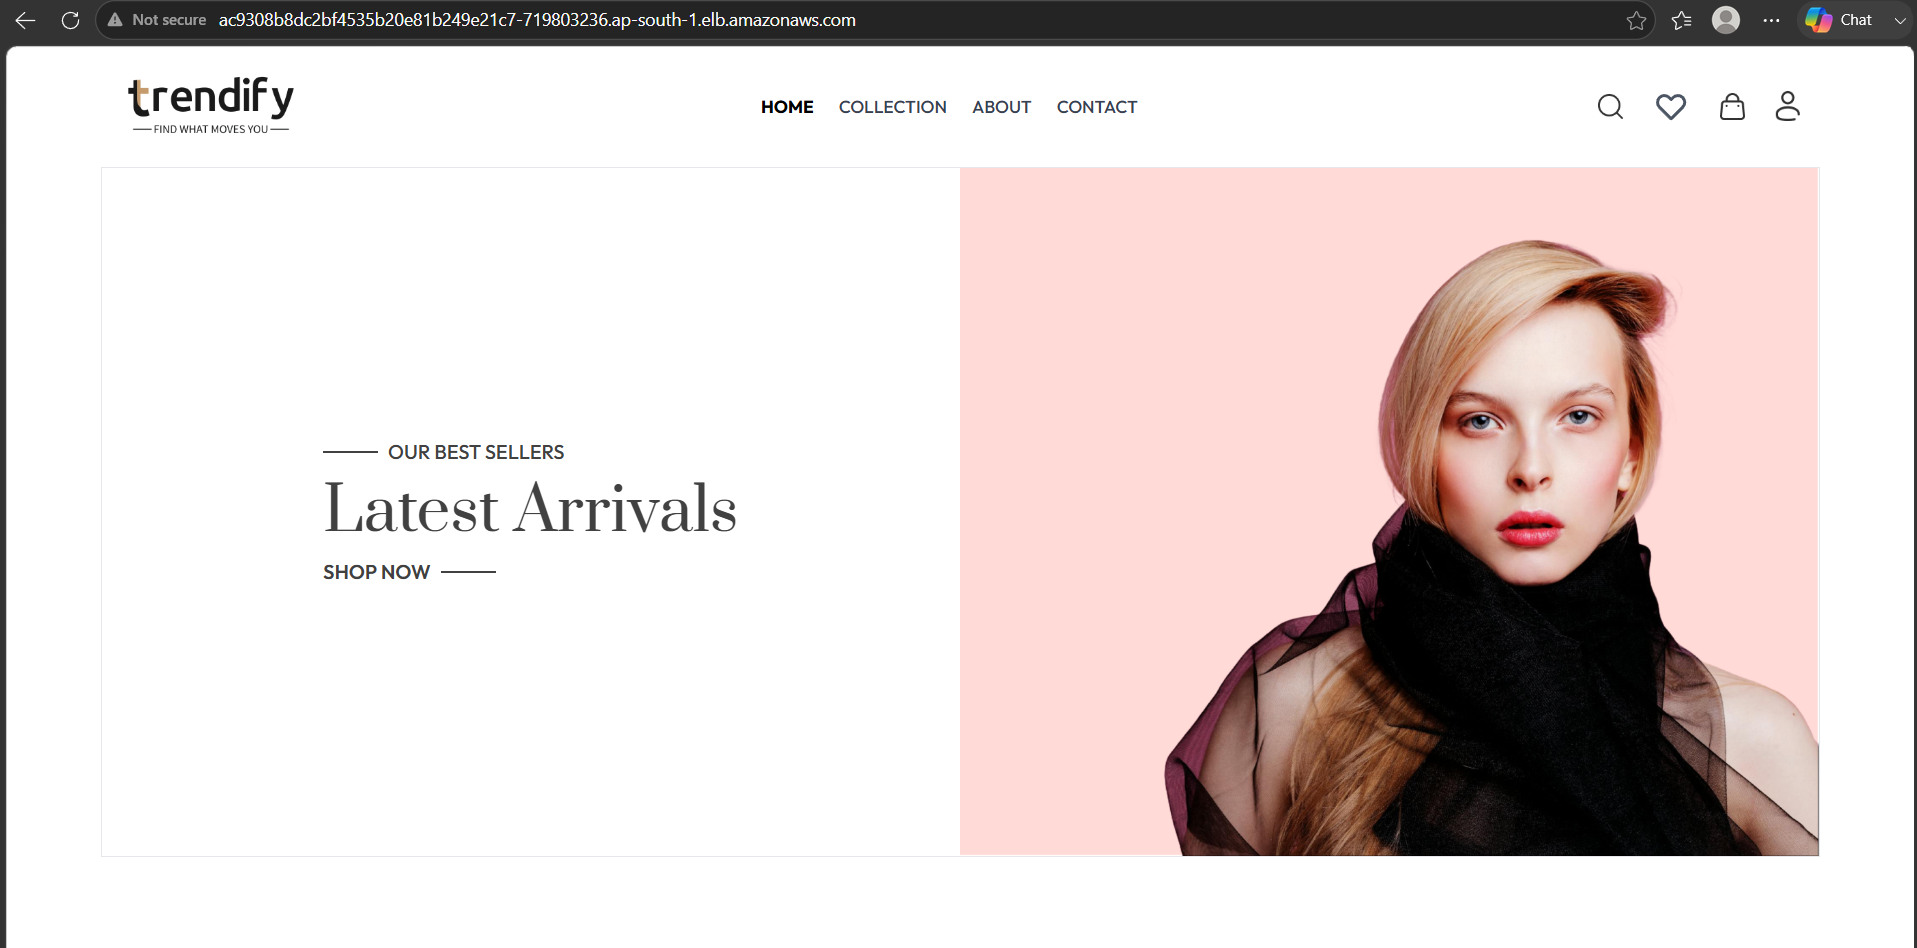 Not secure ac9308b8dc2bf4535b20e81b249e21c7-719803236.ap-south-1.elb.amazonaws.com
Chat
trendify
FIND WHAT MOVES YOU
HOME COLLECTION ABOUT CONTACT
OUR BEST SELLERS
Latest Arrivals
SHOP NOW